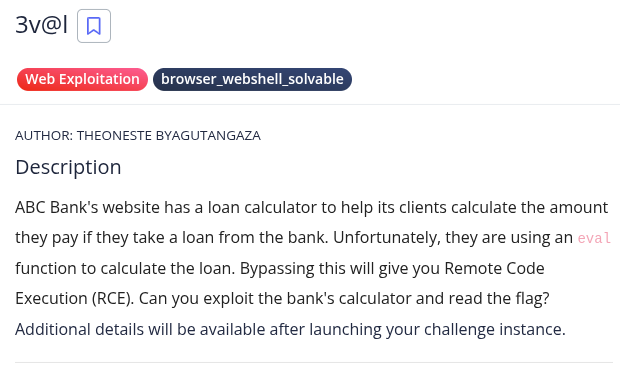 3v@l
Web Exploitation browser_webshell_solvable
AUTHOR: THEONESTE BYAGUTANGAZA
Description
ABC Bank's website has a loan calculator to help its clients calculate the amount
they pay if they take a loan from the bank. Unfortunately, they are using an eval
function to calculate the loan. Bypassing this will give you Remote Code
Execution (RCE). Can you exploit the bank's calculator and read the flag?
Additional details will be available after launching your challenge instance.